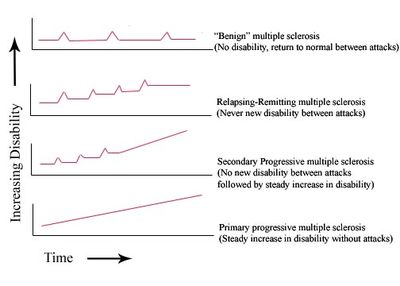 "Benign" multiple sclerosis
(No disability, return to normal between attacks)
Relapsing-Remitting multiple sclerosis
(Never new disability between attacks)
Increasing Disability
Secondary Progressive multiple sclerosis
(No new disability between attacks
followed by steady increase in disability)
Primary progressive multiple sclerosis
(Steady increase in disability without attacks)
Time